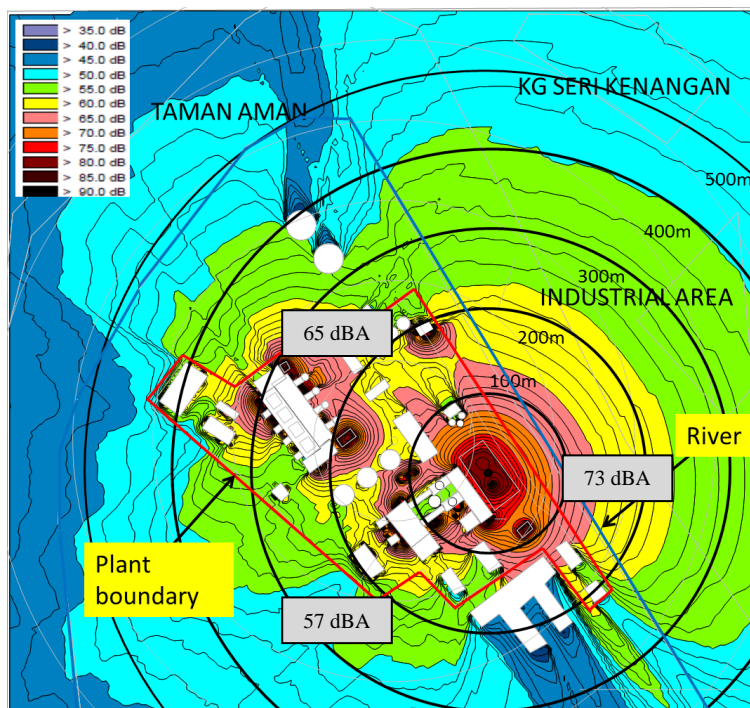 > 35.0 dB
> 40.0 dB
> 45.0 dB
> 50.0 dB
> 55.0 dB
> 60.0 dB
> 65.0 dB
> 70.0 dB
> 75.0 dB
> 80.0 dB
> 85.0 dB
> 90.0 dB
KG SERI KENANGAN
TAMAN AMAN
500m
400m
300m
INDUSTRIAL AREA
65 dBA
200m
100m
River
73 dBA
Plant
boundary
57 dBA